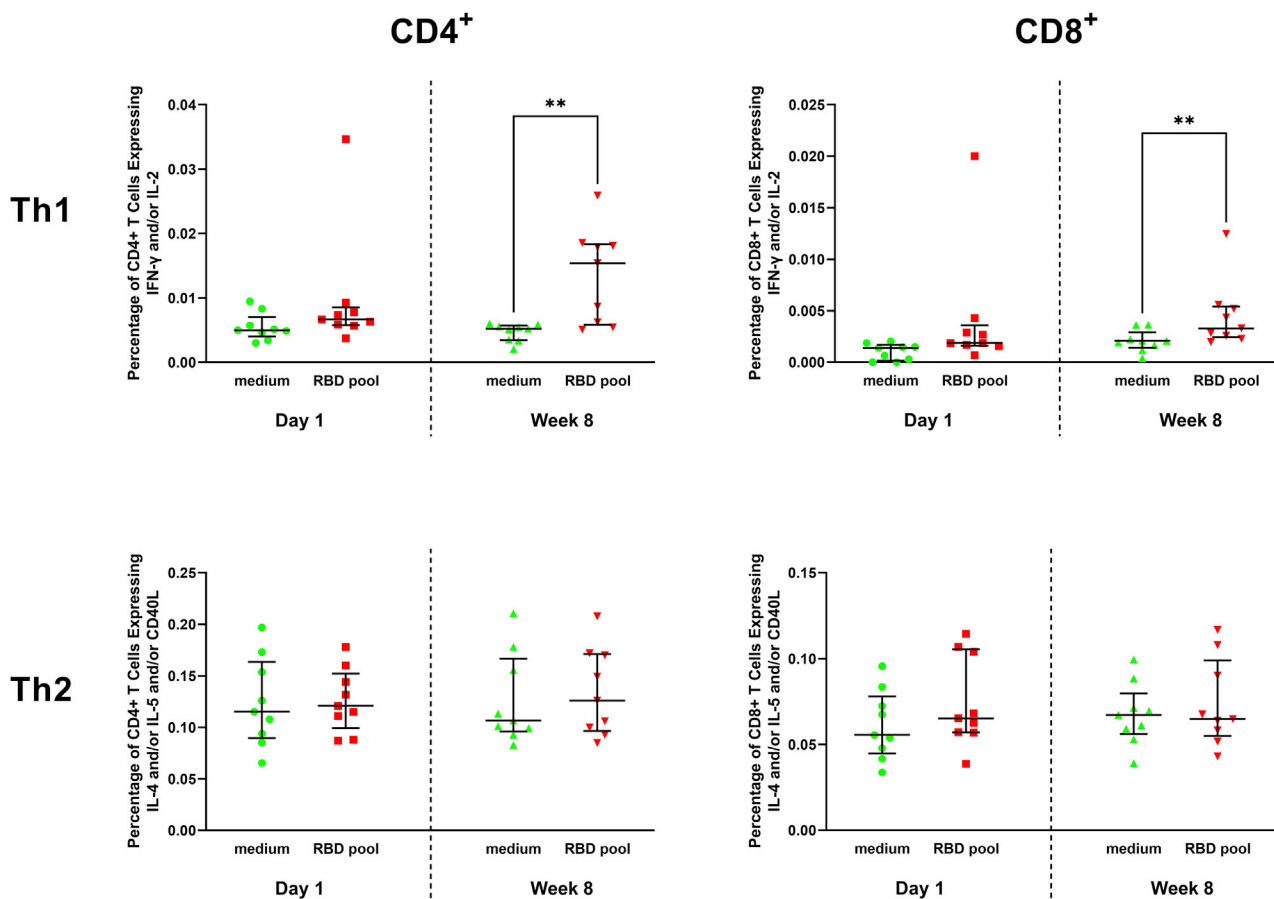 CD4⁺
CD8⁺
Th1
Percentage of CD4+ T Cells Expressing
IFN-γ and/or IL-2
0.04
0.03
0.02
0.01
0.00
**
medium
RBD pool
medium
RBD pool
Day 1
Week 8
Percentage of CD8+ T Cells Expressing
IFN-γ and/or IL-2
0.025
0.020
0.015
0.010
0.005
0.000
**
medium
RBD pool
medium
RBD pool
Day 1
Week 8
Th2
Percentage of CD4+ T Cells Expressing
IL-4 and/or IL-5 and/or CD40L
0.25
0.20
0.15
0.10
0.05
0.00
medium
RBD pool
medium
RBD pool
Day 1
Week 8
Percentage of CD8+ T Cells Expressing
IL-4 and/or IL-5 and/or CD40L
0.15
0.10
0.05
0.00
medium
RBD pool
medium
RBD pool
Day 1
Week 8